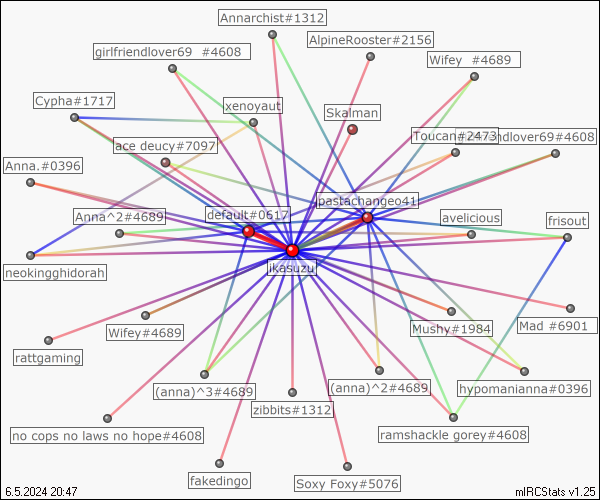 Annarchist#1312
AlpineRooster#2156
girlfriendlover69 #4608
Wifey #4689
Cypha#1717
xenoyaut
Skalman
Toucan#2473
lover69#4608
ace deucy#7097
Anna.#0396
pastachangeo41
Anna^2#4689
default#0617
avelicious
frisout
iKasuzu
neokingghidorah
Wifey#4689
Mushy#1984
Mad #6901
rattgaming
(anna)^3#4689
(anna)^2#4689
hypomanianna#0396
zibbits#1312
no cops no laws no hope#4608
ramshackle gorey#4608
fakedingo
Soxy Foxy#5076
6.5.2024 20:47
mIRCStats v1.25